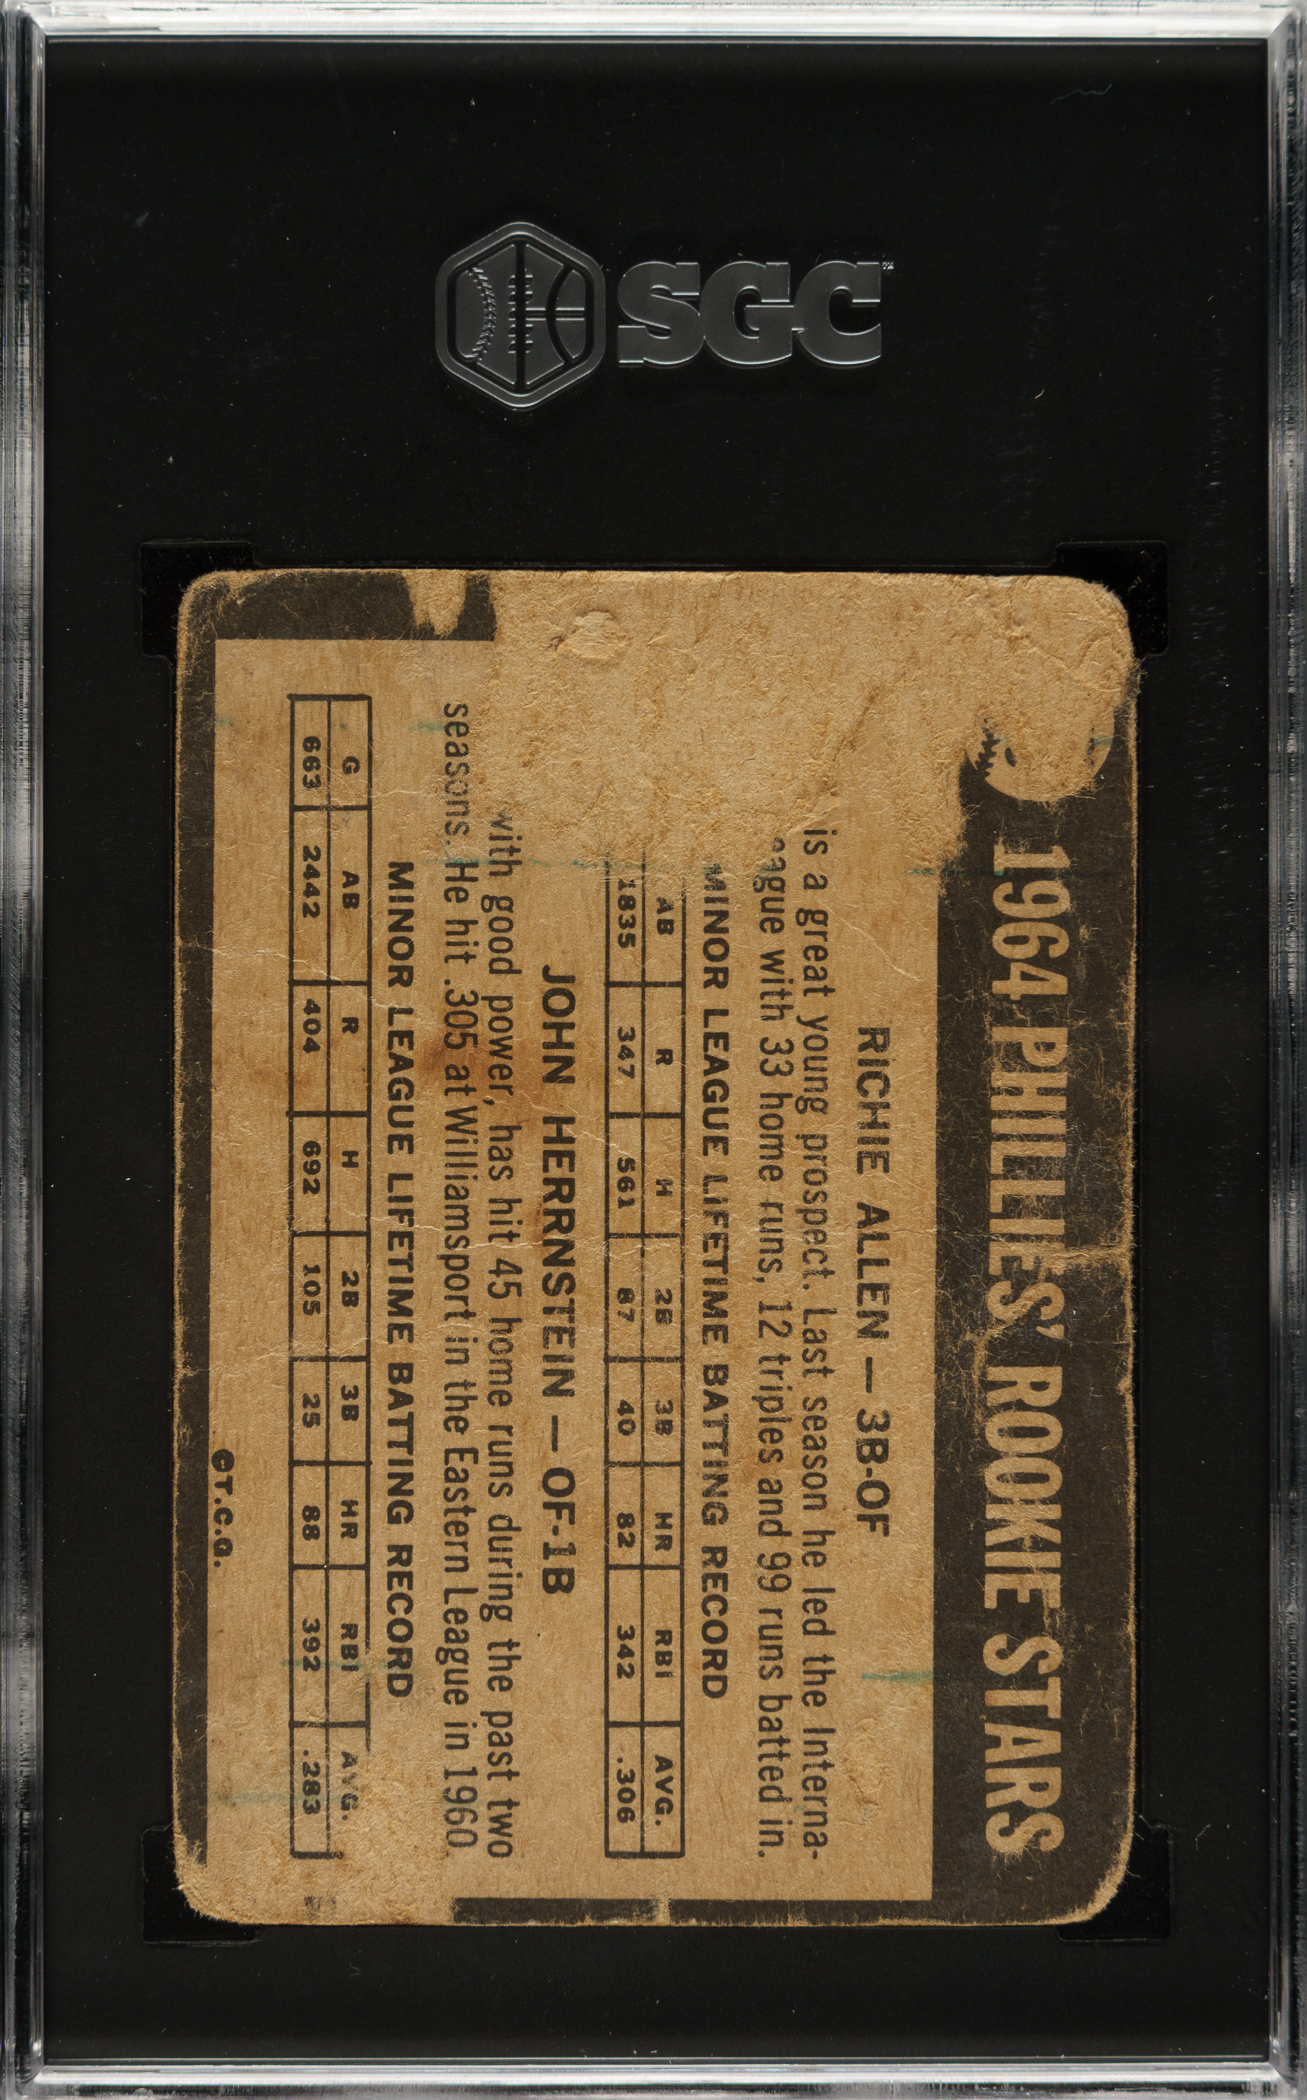 SGC
1964 PHILLIES' ROOKIE STARS
RICHIE ALLEN — 3B-OF
is a great young prospect. Last season he led the Interna-
with 33 home runs, 12 triples and 99 runs batted in.
MINOR LEAGUE LIFETIME BATTING RECORD
AB R H 2B 3B HR RBI AVG.
1835 347 561 87 40 82 342 .306
JOHN HERRNSTEIN — OF-1B
with good power, has hit 45 home runs during the past two
seasons. He hit .305 at Williamsport in the Eastern League in 1960.
MINOR LEAGUE LIFETIME BATTING RECORD
G AB R H 2B 3B HR RBI AVG.
663 2442 404 692 105 25 88 392 .283
©T.C.G.